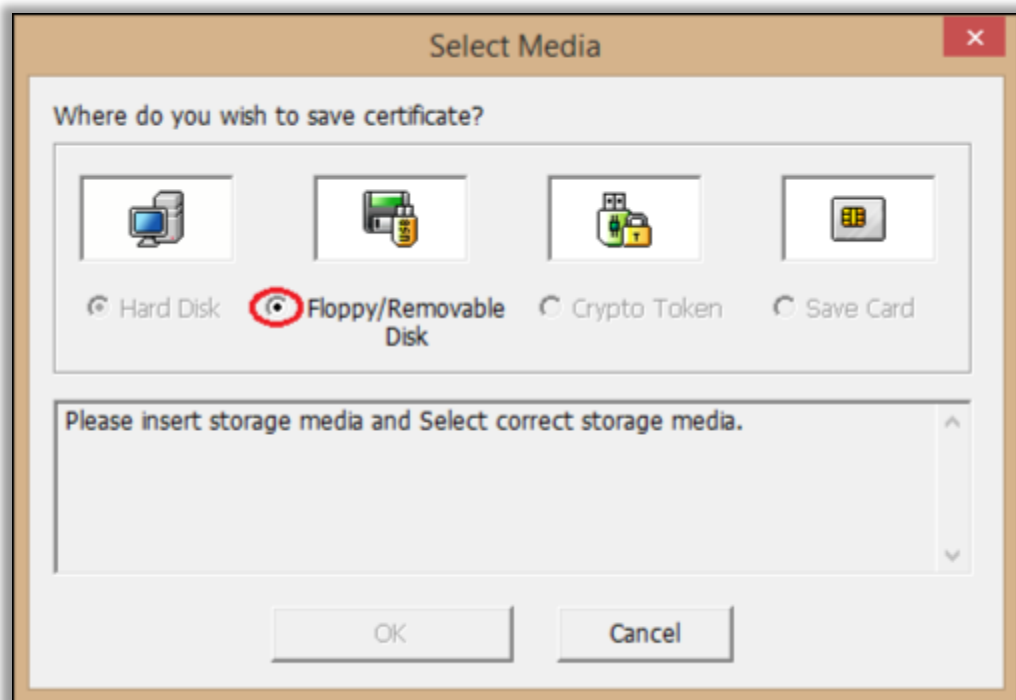 Select Media
Where do you wish to save certificate?
USB
T
Hard Disk
Floppy/Removable
Disk
Crypto Token
Save Card
Please insert storage media and Select correct storage media.
OK
Cancel